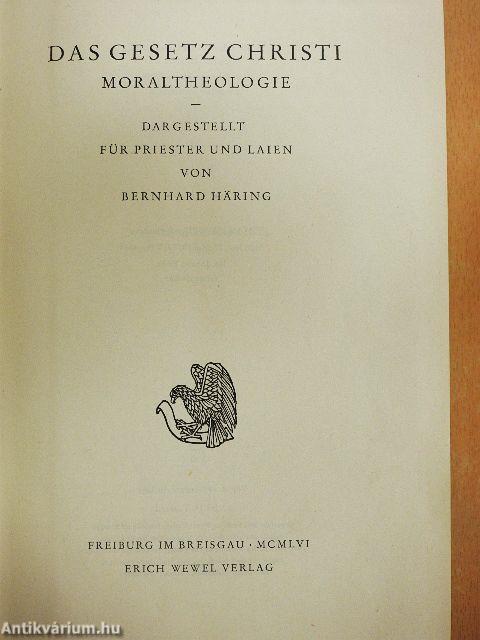 DAS GESETZ CHRISTI
MORALTHEOLOGIE
—
DARGESTELLT
FÜR PRIESTER UND LAIEN
VON
BERNHARD HÄRING
FREIBURG IM BREISGAU · MCMLVI
ERICH WEWEL VERLAG
Antikvárium.hu